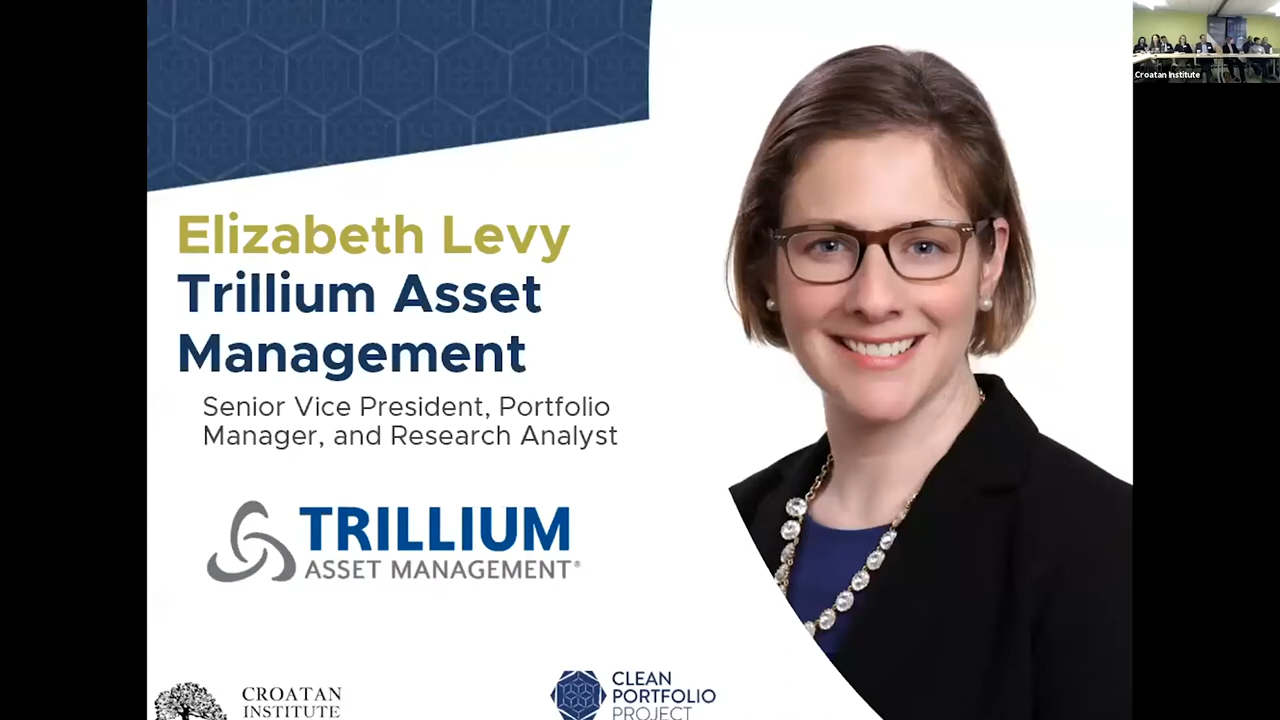 Elizabeth Levy
Trillium Asset
Management
Senior Vice President, Portfolio
Manager, and Research Analyst
TRILLIUM
ASSET MANAGEMENT®
CROATAN
INSTITUTE
CLEAN
PORTFOLIO
PROJECT
Croatan Institute